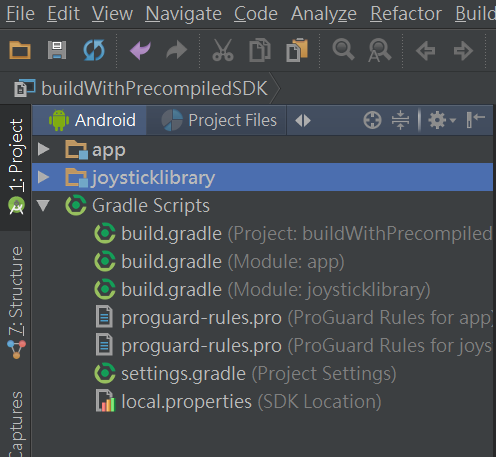 File Edit View Navigate Code Analyze Refactor Build
buildWithPrecompiledSDK
1: Project
Android Project Files
app
joysticklibrary
Gradle Scripts
build.gradle (Project: buildWithPrecompiled
build.gradle (Module: app)
build.gradle (Module: joysticklibrary)
proguard-rules.pro (ProGuard Rules for app)
proguard-rules.pro (ProGuard Rules for joys
settings.gradle (Project Settings)
local.properties (SDK Location)
7: Structure
Captures